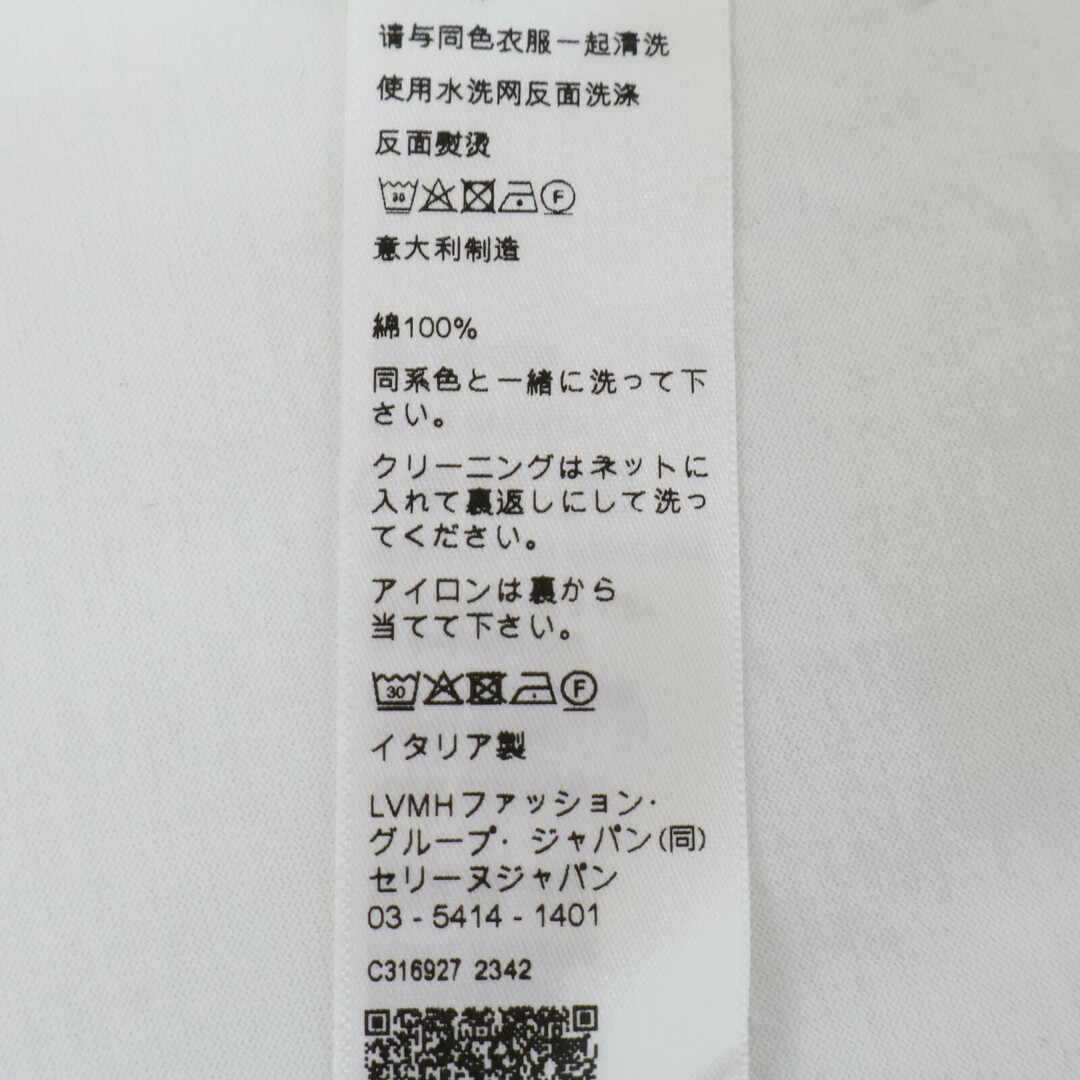 请与同色衣服一起清洗
使用水洗网反面洗涤
反面熨烫
30 F
意大利制造
綿100%
同系色と一緒に洗って下
さい。
クリーニングはネットに
入れて裏返しにして洗っ
てください。
アイロンは裏から
当てて下さい。
30 F
イタリア製
LVMHファッション・
グループ・ジャパン(同)
セリーヌジャパン
03 - 5414 - 1401
C316927 2342